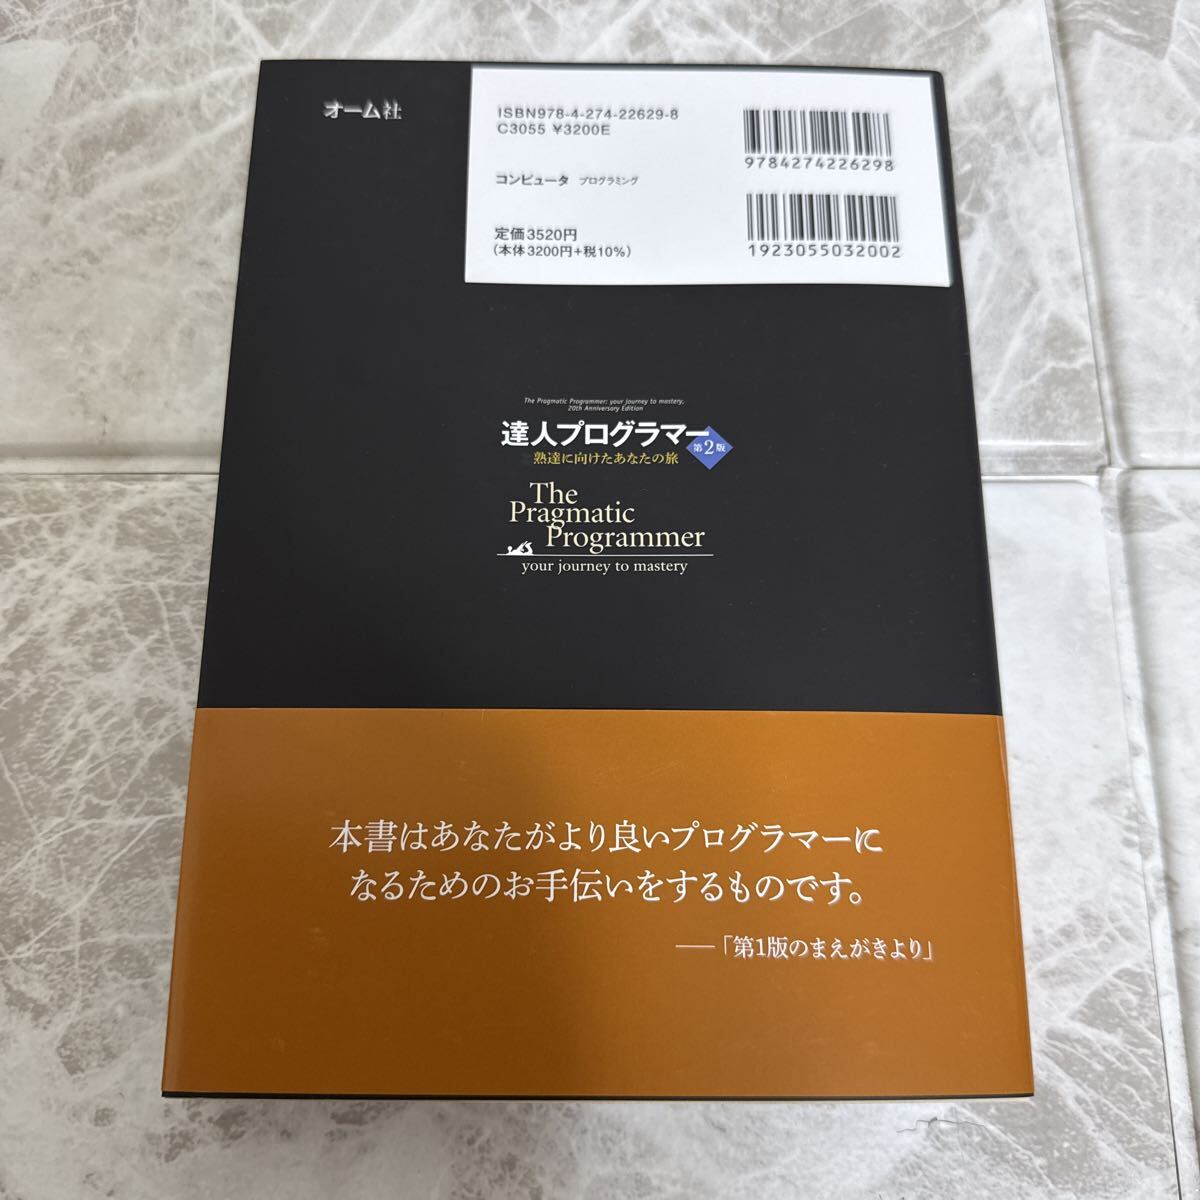 オーム社
ISBN978-4-274-22629-8
C3055 ¥3200E
コンピュータ プログラミング
定価3520円
(本体3200円+税10%)
9784274226298
1923055032002
The Pragmatic Programmer: your journey to mastery,
20th Anniversary Edition
達人プログラマー
第2版
熟達に向けたあなたの旅
The
Pragmatic
Programmer
your journey to mastery
本書はあなたがより良いプログラマーに
なるためのお手伝いをするものです。
——「第1版のまえがきより」